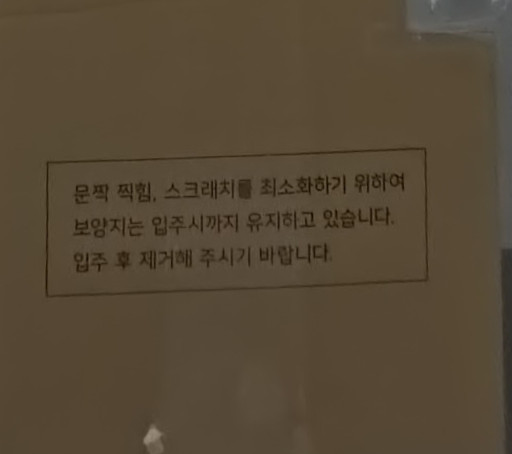 문짝 찍힘, 스크래치를 최소화하기 위하여
보양지는 입주시까지 유지하고 있습니다.
입주 후 제거해 주시기 바랍니다.